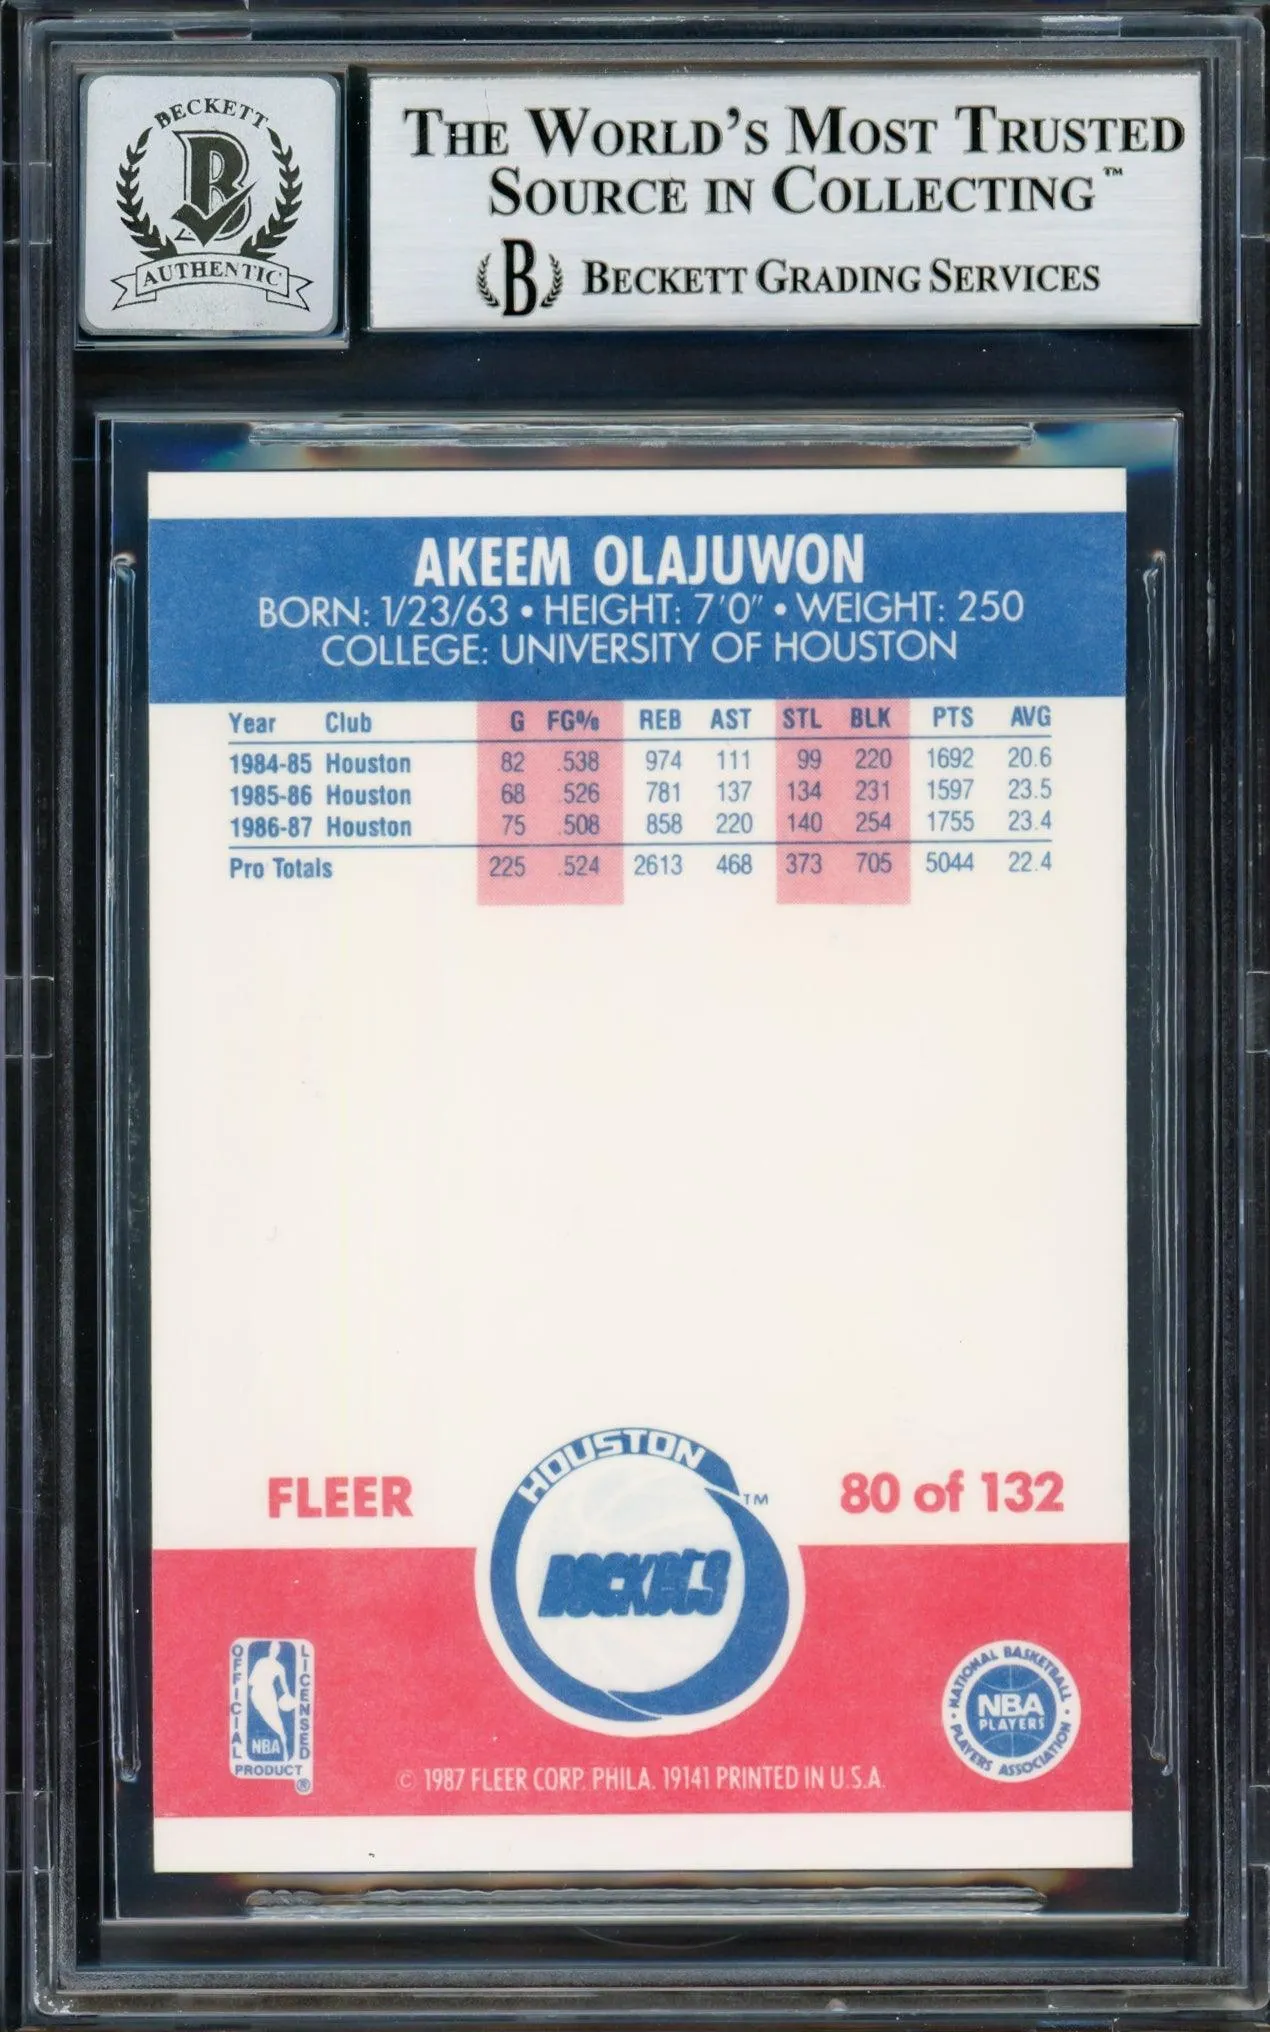 BECKETT
B
AUTHENTIC
THE WORLD'S MOST TRUSTED
SOURCE IN COLLECTING™
B BECKETT GRADING SERVICES
AKEEM OLAJUWON
BORN: 1/23/63 • HEIGHT: 7'0" • WEIGHT: 250
COLLEGE: UNIVERSITY OF HOUSTON
Year Club G FG% REB AST STL BLK PTS AVG
1984-85 Houston 82 .538 974 111 99 220 1692 20.6
1985-86 Houston 68 .526 781 137 134 231 1597 23.5
1986-87 Houston 75 .508 858 220 140 254 1755 23.4
Pro Totals 225 .524 2613 468 373 705 5044 22.4
HOUSTON
ROCKETS
TM
FLEER
80 of 132
OFFICIAL
LICENSED
NBA
PRODUCT
®
NATIONAL BASKETBALL
NBA
PLAYERS
PLAYERS ASSOCIATION
© 1987 FLEER CORP. PHILA. 19141 PRINTED IN U.S.A.